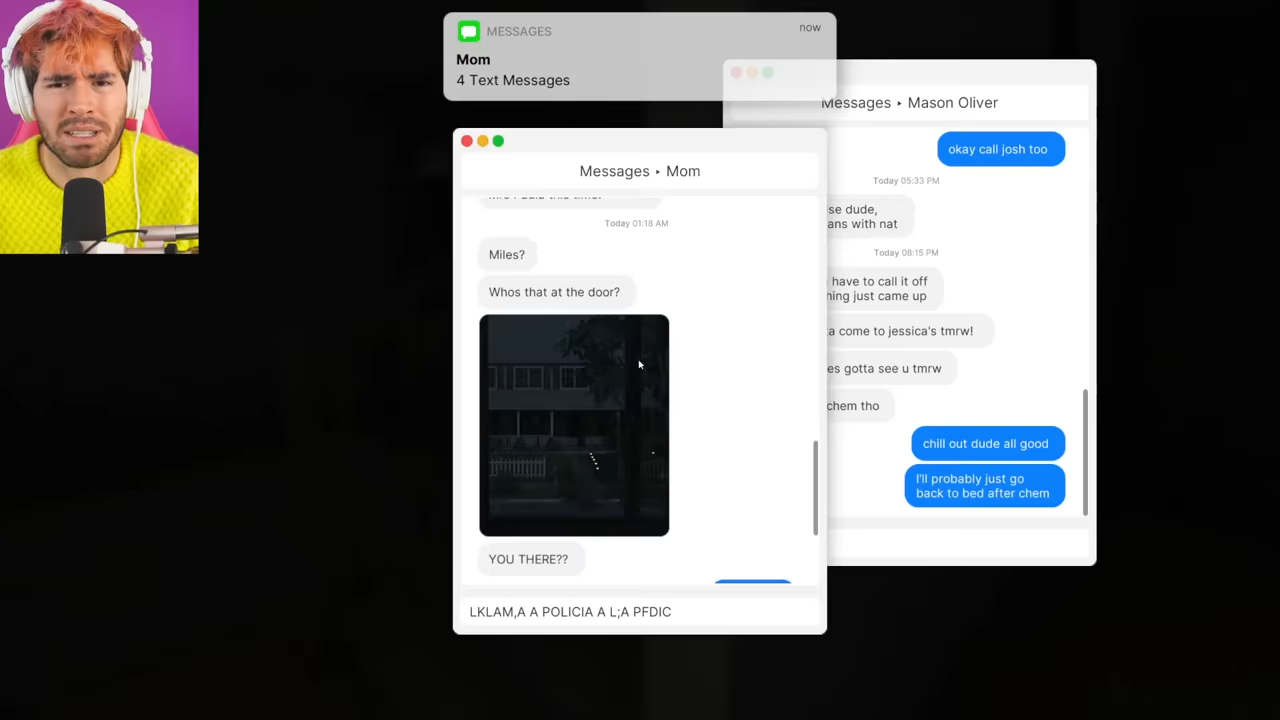 MESSAGES
now
Mom
4 Text Messages
Messages ‣ Mason Oliver
okay call josh too
Today 05:33 PM
se dude,
ans with nat
Today 08:15 PM
have to call it off
hing just came up
a come to jessica's tmrw!
es gotta see u tmrw
chem tho
chill out dude all good
I'll probably just go
back to bed after chem
Messages ‣ Mom
Today 01:18 AM
Miles?
Whos that at the door?
YOU THERE??
LKLAM,A A POLICIA A L;A PFDIC